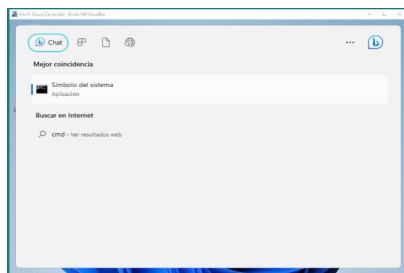 Chat
Mejor coincidencia
Símbolo del sistema
Aplicación
Buscar en Internet
cmd - Ver resultados web